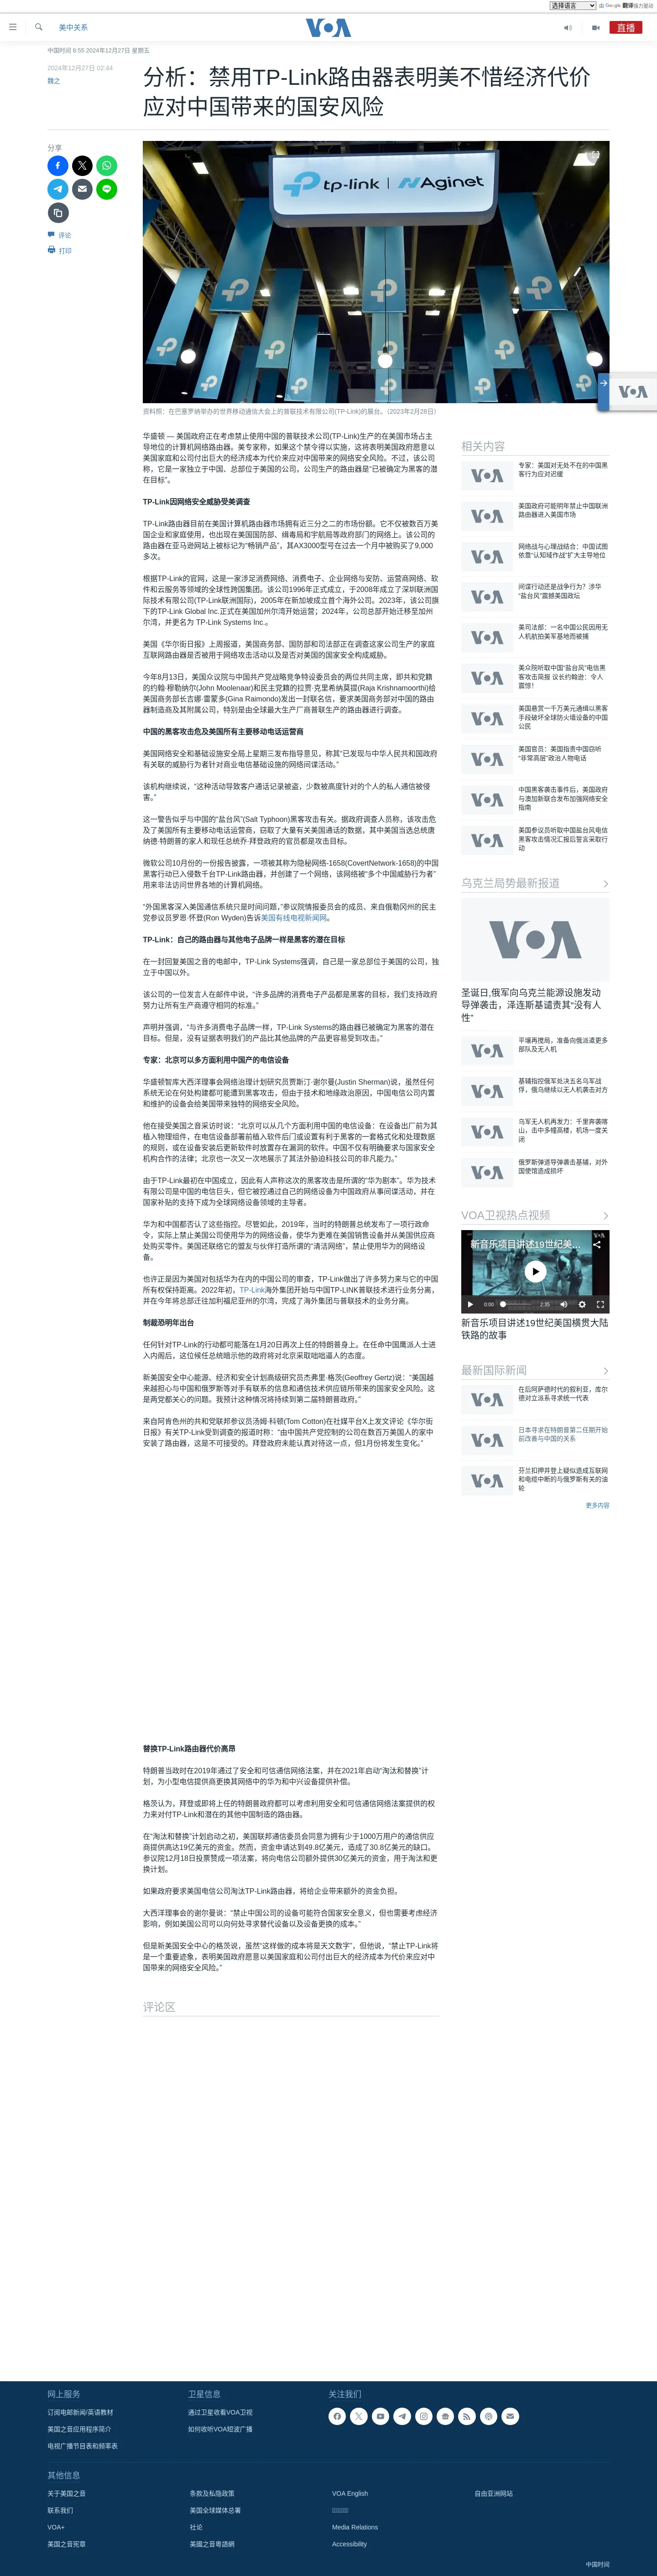 选择语言
由 Google 翻译强力驱动
美中关系
VOA
直播
中国时间 8:55 2024年12月27日 星期五
2024年12月27日 02:44
魏之
分析：禁用TP-Link路由器表明美不惜经济代价
应对中国带来的国安风险
分享
评论
打印
tp-link | Aginet
资料照：在巴塞罗纳举办的世界移动通信大会上的普联技术有限公司(TP-Link)的展台。（2023年2月28日）
华盛顿 — 美国政府正在考虑禁止使用中国的普联技术公司(TP-Link)生产的在美国市场占主
导地位的计算机网络路由器。美专家称，如果这个禁令得以实施，这将表明美国政府愿意以
美国家庭和公司付出巨大的经济成本为代价来应对中国带来的网络安全风险。不过，该公司
称，它是一家独立于中国、总部位于美国的公司，公司生产的路由器是“已被确定为黑客的潜
在目标”。
TP-Link因网络安全威胁受美调查
TP-Link路由器目前在美国计算机路由器市场拥有近三分之二的市场份额。它不仅被数百万美
国企业和家庭使用，也出现在美国国防部、缉毒局和宇航局等政府部门的网络上。该公司的
路由器在亚马逊网站上被标记为“畅销产品”，其AX3000型号在过去一个月中被购买了9,000
多次。
根据TP-Link的官网，这是一家涉足消费网络、消费电子、企业网络与安防、运营商网络、软
件和云服务等领域的全球性跨国集团。该公司1996年正式成立，于2008年成立了深圳联洲国
际技术有限公司(TP-Link联洲国际)，2005年在新加坡成立首个海外公司。2023年，该公司旗
下的TP-Link Global Inc.正式在美国加州尔湾开始运营；2024年，公司总部开始迁移至加州
尔湾，并更名为 TP-Link Systems Inc.。
美国《华尔街日报》上周报道，美国商务部、国防部和司法部正在调查这家公司生产的家庭
互联网路由器是否被用于网络攻击活动以及是否对美国的国家安全构成威胁。
今年8月13日，美国众议院与中国共产党战略竞争特设委员会的两位共同主席，即共和党籍
的约翰·穆勒纳尔(John Moolenaar)和民主党籍的拉贾·克里希纳莫提(Raja Krishnamoorthi)给
美国商务部长吉娜·雷蒙多(Gina Raimondo)发出一封联名信，要求美国商务部对中国的路由
器制造商及其附属公司，特别是由全球最大生产厂商普联生产的路由器进行调查。
中国的黑客攻击危及美国所有主要移动电话运营商
美国网络安全和基础设施安全局上星期三发布指导意见，称其“已发现与中华人民共和国政府
有关联的威胁行为者针对商业电信基础设施的网络间谍活动。”
该机构继续说，“这种活动导致客户通话记录被盗，少数被高度针对的个人的私人通信被侵
害。”
这一警告似乎与中国的“盐台风”(Salt Typhoon)黑客攻击有关。据政府调查人员称，该攻击危
及了美国所有主要移动电话运营商，窃取了大量有关美国通话的数据，其中美国当选总统唐
纳德·特朗普的家人和现任总统乔·拜登政府的官员都是攻击目标。
微软公司10月份的一份报告披露，一项被其称为隐秘网络-1658(CovertNetwork-1658)的中国
黑客行动已入侵数千台TP-Link路由器，并创建了一个网络，该网络被“多个中国威胁行为者”
用来非法访问世界各地的计算机网络。
“外国黑客深入美国通信系统只是时间问题，”参议院情报委员会的成员、来自俄勒冈州的民主
党参议员罗恩·怀登(Ron Wyden)告诉美国有线电视新闻网。
TP-Link：自己的路由器与其他电子品牌一样是黑客的潜在目标
在一封回复美国之音的电邮中，TP-Link Systems强调，自己是一家总部位于美国的公司，独
立于中国以外。
该公司的一位发言人在邮件中说，“许多品牌的消费电子产品都是黑客的目标，我们支持政府
努力让所有生产商遵守相同的标准。”
声明并强调，“与许多消费电子品牌一样，TP-Link Systems的路由器已被确定为黑客的潜在
目标。但是，没有证据表明我们的产品比其他品牌的产品更容易受到攻击。”
专家：北京可以多方面利用中国产的电信设备
华盛顿智库大西洋理事会网络治理计划研究员贾斯汀·谢尔曼(Justin Sherman)说，虽然任何
系统无论在何处构建都可能遭到黑客攻击，但由于技术和地缘政治原因，中国电信公司内置
和维护的设备会给美国带来独特的网络安全风险。
他在接受美国之音采访时说：“北京可以从几个方面利用中国的电信设备：在设备出厂前为其
植入物理组件，在电信设备部署前植入软件后门或设置有利于黑客的一套格式化和处理数据
的规则，或在设备安装后更新软件时放置存在漏洞的软件。中国不仅有明确要求与国家安全
机构合作的法律；北京也一次又一次地展示了其法外胁迫科技公司的非凡能力。”
由于TP-Link最初在中国成立，因此有人声称这次的黑客攻击是所谓的“华为剧本”。华为技术
有限公司是中国的电信巨头，但它被控通过自己的网络设备为中国政府从事间谍活动，并在
国家补贴的支持下成为全球网络设备领域的主导者。
华为和中国都否认了这些指控。尽管如此，2019年，当时的特朗普总统发布了一项行政命
令，实际上禁止美国公司使用华为的网络设备，使华为更难在美国销售设备并从美国供应商
处购买零件。美国还联络它的盟友与伙伴打造所谓的“清洁网络”，禁止使用华为的网络设
备。
也许正是因为美国对包括华为在内的中国公司的审查，TP-Link做出了许多努力来与它的中国
所有权保持距离。2022年初，TP-Link海外集团开始与中国TP-LINK普联技术进行业务分离，
并在今年将总部迁往加利福尼亚州的尔湾，完成了海外集团与普联技术的业务分离。
制裁恐明年出台
任何针对TP-Link的行动都可能落在1月20日再次上任的特朗普身上。在任命中国鹰派人士进
入内阁后，这位候任总统暗示他的政府将对北京采取咄咄逼人的态度。
新美国安全中心能源、经济和安全计划高级研究员杰弗里·格茨(Geoffrey Gertz)说：“美国越
来越担心与中国和俄罗斯等对手有联系的信息和通信技术供应链所带来的国家安全风险。这
是两党都关心的问题。我预计这种情况将持续到第二届特朗普政府。”
来自阿肯色州的共和党联邦参议员汤姆·科顿(Tom Cotton)在社媒平台X上发文评论《华尔街
日报》有关TP-Link受到调查的报道时称：“由中国共产党控制的公司在数百万美国人的家中
安装了路由器，这是不可接受的。拜登政府未能认真对待这一点，但1月份将发生变化。”
替换TP-Link路由器代价高昂
特朗普当政时在2019年通过了安全和可信通信网络法案，并在2021年启动“淘汰和替换”计
划，为小型电信提供商更换其网络中的华为和中兴设备提供补偿。
格茨认为，拜登或即将上任的特朗普政府都可以考虑利用安全和可信通信网络法案提供的权
力来对付TP-Link和潜在的其他中国制造的路由器。
在“淘汰和替换”计划启动之初，美国联邦通信委员会同意为拥有少于1000万用户的通信供应
商提供高达19亿美元的资金。然而，资金申请达到49.8亿美元，造成了30.8亿美元的缺口。
参议院12月18日投票赞成一项法案，将向电信公司额外提供30亿美元的资金，用于淘汰和更
换计划。
如果政府要求美国电信公司淘汰TP-Link路由器，将给企业带来额外的资金负担。
大西洋理事会的谢尔曼说：“禁止中国公司的设备可能符合国家安全意义，但也需要考虑经济
影响，例如美国公司可以向何处寻求替代设备以及设备更换的成本。”
但是新美国安全中心的格茨说，虽然“这样做的成本将是天文数字”，但他说，“禁止TP-Link将
是一个重要迹象，表明美国政府愿意以美国家庭和公司付出巨大的经济成本为代价来应对中
国带来的网络安全风险。”
评论区
相关内容
专家：美国对无处不在的中国黑
客行为应对迟缓
美国政府可能明年禁止中国联洲
路由器进入美国市场
网络战与心理战结合：中国试图
依靠“认知域作战”扩大主导地位
间谍行动还是战争行为？涉华
“盐台风”震撼美国政坛
美司法部：一名中国公民因用无
人机航拍美军基地而被捕
美众院听取中国“盐台风”电信黑
客攻击简报 议长约翰逊：令人
震惊！
美国悬赏一千万美元通缉以黑客
手段破坏全球防火墙设备的中国
公民
美国官员：美国指责中国窃听
“非常高层”政治人物电话
中国黑客袭击事件后，美国政府
与澳加新联合发布加强网络安全
指南
美国参议员听取中国盐台风电信
黑客攻击情况汇报后誓言采取行
动
乌克兰局势最新报道
圣诞日,俄军向乌克兰能源设施发动
导弹袭击，泽连斯基谴责其“没有人
性”
平壤再搅局，准备向俄派遣更多
部队及无人机
基辅指控俄军处决五名乌军战
俘，俄乌继续以无人机袭击对方
乌军无人机再发力：千里奔袭喀
山，击中多幢高楼，机场一度关
闭
俄罗斯弹道导弹袭击基辅，对外
国使馆造成损坏
VOA卫视热点视频
新音乐项目讲述19世纪美...
0:00
2:35
新音乐项目讲述19世纪美国横贯大陆
铁路的故事
最新国际新闻
在后阿萨德时代的叙利亚，库尔
德对立派系寻求统一代表
日本寻求在特朗普第二任期开始
前改善与中国的关系
芬兰扣押并登上疑似造成互联网
和电缆中断的与俄罗斯有关的油
轮
更多内容
网上服务
订阅电邮新闻/英语教材
美国之音应用程序简介
电视广播节目表和频率表
卫星信息
通过卫星收看VOA卫视
如何收听VOA短波广播
关注我们
其他信息
关于美国之音
联系我们
VOA+
美国之音宪章
条款及私隐政策
美国全球媒体总署
社论
美國之音粵語網
VOA English
Media Relations
Accessibility
自由亚洲网站
中国时间